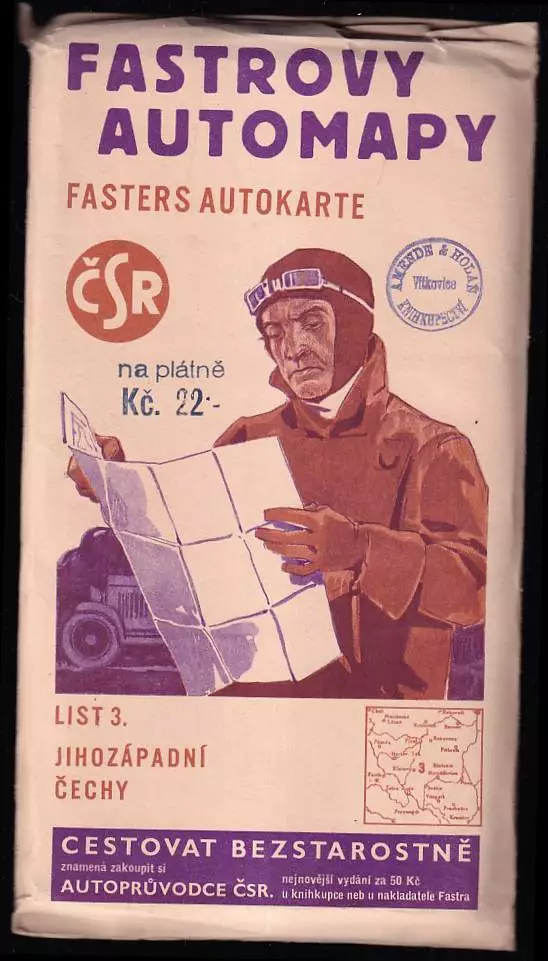 FASTROVY
AUTOMAPY
FASTERS AUTOKARTE
ČSR
AMENDE & HOLAŇ
Vítkovice
KNIHKUPECTVÍ
na plátně
Kč. 22·-
LIST 3.
JIHOZÁPADNÍ
ČECHY
3
CESTOVAT BEZSTAROSTNĚ
znamená zakoupit si
AUTOPRŮVODCE ČSR.
nejnovější vydání za 50 Kč
u knihkupce neb u nakladatele Fastra